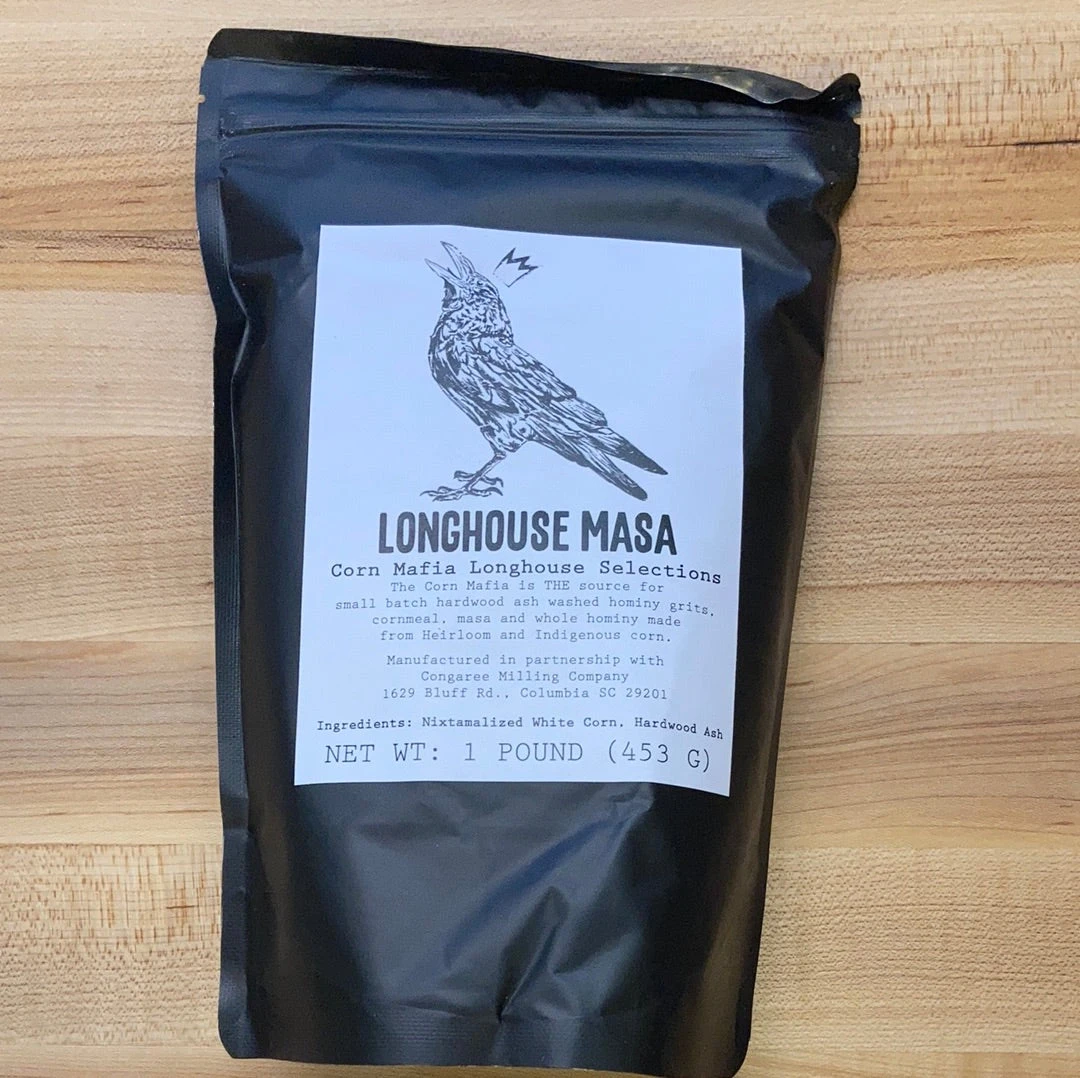 LONGHOUSE MASA
Corn Mafia Longhouse Selections
The Corn Mafia is THE source for
small batch hardwood ash washed hominy grits,
cornmeal, masa and whole hominy made
from Heirloom and Indigenous corn.
Manufactured in partnership with
Congaree Milling Company
1629 Bluff Rd., Columbia SC 29201
Ingredients: Nixtamalized White Corn, Hardwood Ash
NET WT: 1 POUND (453 G)